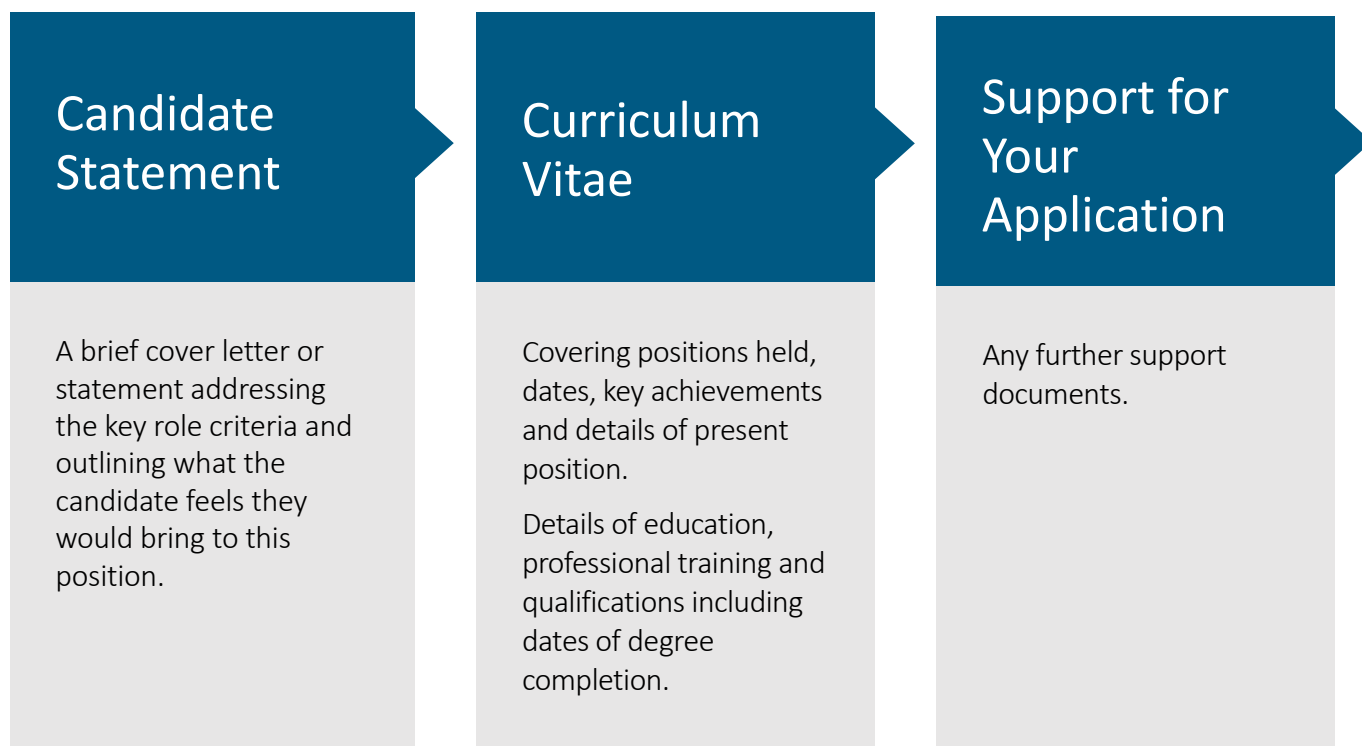 Candidate
Statement
A brief cover letter or
statement addressing
the key role criteria and
outlining what the
candidate feels they
would bring to this
position.
Curriculum
Vitae
Covering positions held,
dates, key achievements
and details of present
position.
Details of education,
professional training and
qualifications including
dates of degree
completion.
Support for
Your
Application
Any further support
documents.